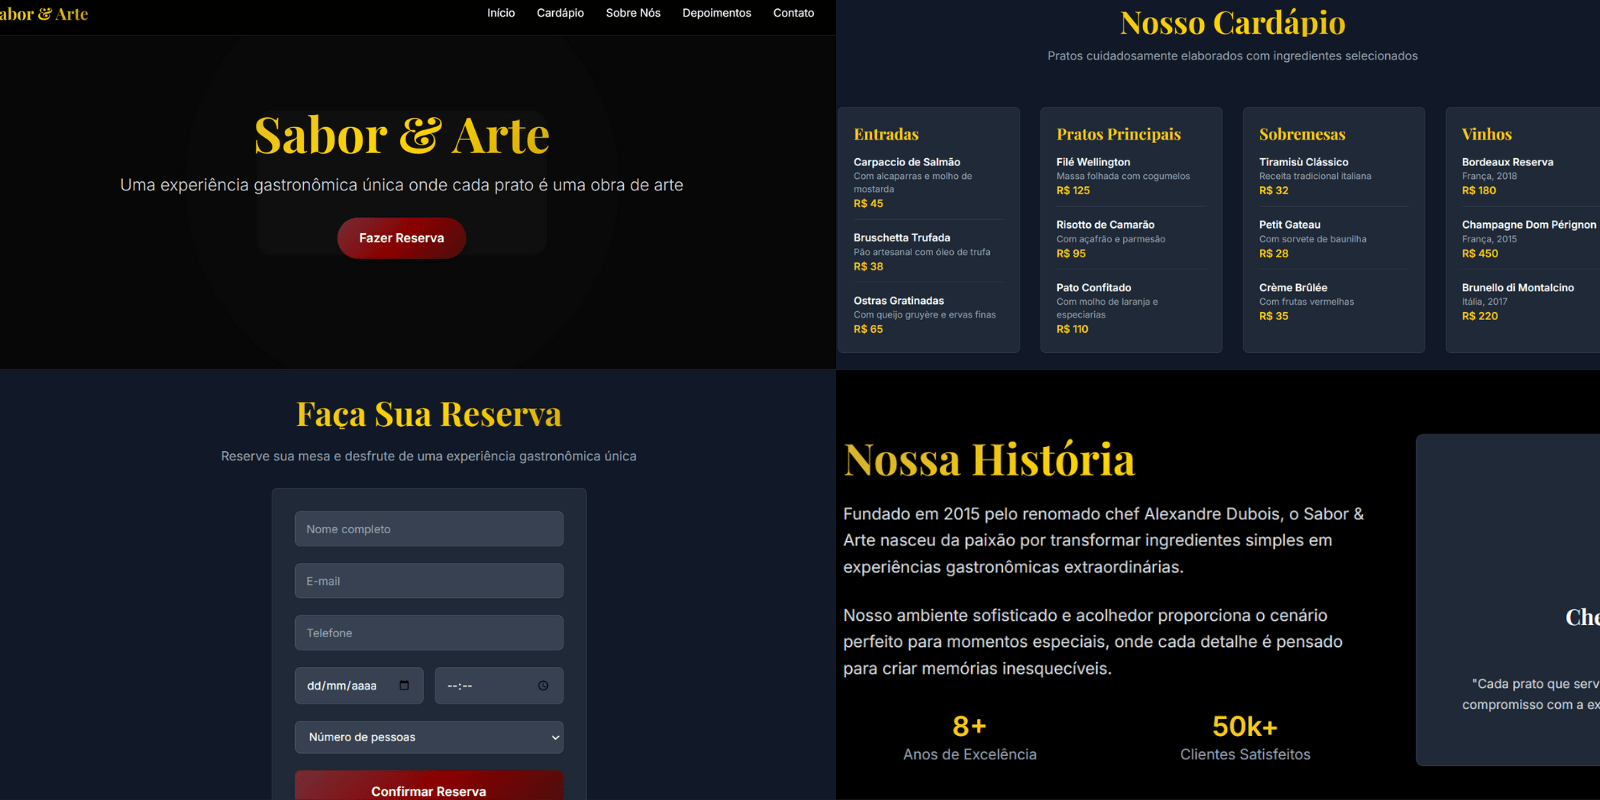 abor & Arte
Início Cardápio Sobre Nós Depoimentos Contato
Sabor & Arte
Uma experiência gastronômica única onde cada prato é uma obra de arte
Fazer Reserva
Nosso Cardápio
Pratos cuidadosamente elaborados com ingredientes selecionados
Entradas
Carpaccio de Salmão
Com alcaparras e molho de
mostarda
R$ 45
Bruschetta Trufada
Pão artesanal com óleo de trufa
R$ 38
Ostras Gratinadas
Com queijo gruyère e ervas finas
R$ 65
Pratos Principais
Filé Wellington
Massa folhada com cogumelos
R$ 125
Risotto de Camarão
Com açafrão e parmesão
R$ 95
Pato Confitado
Com molho de laranja e
especiarias
R$ 110
Sobremesas
Tiramisù Clássico
Receita tradicional italiana
R$ 32
Petit Gateau
Com sorvete de baunilha
R$ 28
Crème Brûlée
Com frutas vermelhas
R$ 35
Vinhos
Bordeaux Reserva
França, 2018
R$ 180
Champagne Dom Pérignon
França, 2015
R$ 450
Brunello di Montalcino
Itália, 2017
R$ 220
Faça Sua Reserva
Reserve sua mesa e desfrute de uma experiência gastronômica única
Nome completo
E-mail
Telefone
dd/mm/aaaa
--:--
Número de pessoas
Confirmar Reserva
Nossa História
Fundado em 2015 pelo renomado chef Alexandre Dubois, o Sabor &
Arte nasceu da paixão por transformar ingredientes simples em
experiências gastronômicas extraordinárias.
Nosso ambiente sofisticado e acolhedor proporciona o cenário
perfeito para momentos especiais, onde cada detalhe é pensado
para criar memórias inesquecíveis.
8+
Anos de Excelência
50k+
Clientes Satisfeitos
Che
"Cada prato que serv
compromisso com a ex